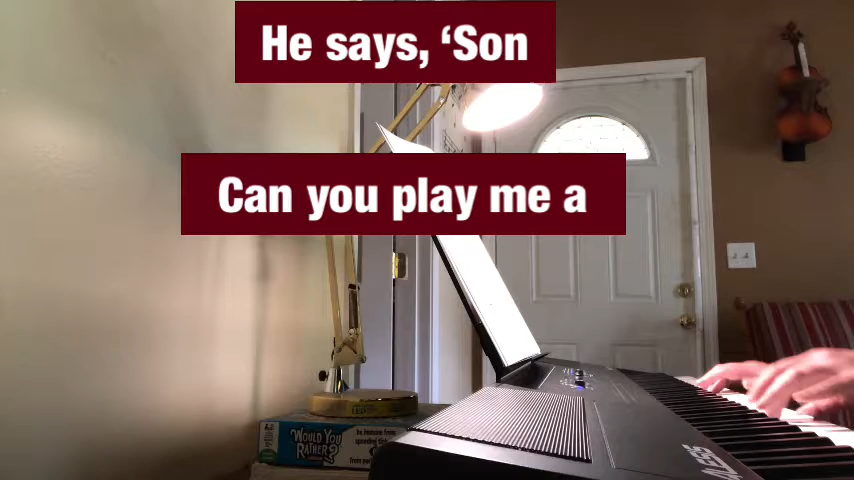 He says, ‘Son
Can you play me a
WOULD YOU
RATHER...?
ALESIS